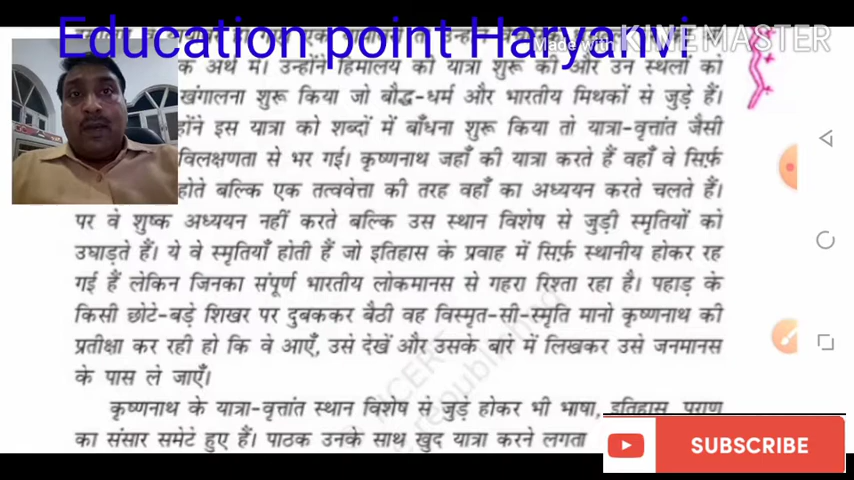 Education point Haryanvi
Made with KINEMASTER
क अर्थ में। उन्होंने हिमालय की यात्रा शुरू की और उन स्थलों को
खंगालना शुरू किया जो बौद्ध-धर्म और भारतीय मिथकों से जुड़े हैं।
होंने इस यात्रा को शब्दों में बाँधना शुरू किया तो यात्रा-वृत्तांत जैसी
विलक्षणता से भर गई। कृष्णनाथ जहाँ की यात्रा करते हैं वहाँ वे सिर्फ़
होते बल्कि एक तत्ववेत्ता की तरह वहाँ का अध्ययन करते चलते हैं।
पर वे शुष्क अध्ययन नहीं करते बल्कि उस स्थान विशेष से जुड़ी स्मृतियों को
उघाड़ते हैं। ये वे स्मृतियाँ होती हैं जो इतिहास के प्रवाह में सिर्फ़ स्थानीय होकर रह
गई हैं लेकिन जिनका संपूर्ण भारतीय लोकमानस से गहरा रिश्ता रहा है। पहाड़ के
किसी छोटे-बड़े शिखर पर दुबककर बैठी वह विस्मृत-सी-स्मृति मानो कृष्णनाथ की
प्रतीक्षा कर रही हो कि वे आएँ, उसे देखें और उसके बारे में लिखकर उसे जनमानस
के पास ले जाएँ।
कृष्णनाथ के यात्रा-वृत्तांत स्थान विशेष से जुड़े होकर भी भाषा, इतिहास, पुराण
का संसार समेटे हुए हैं। पाठक उनके साथ खुद यात्रा करने लगता
SUBSCRIBE